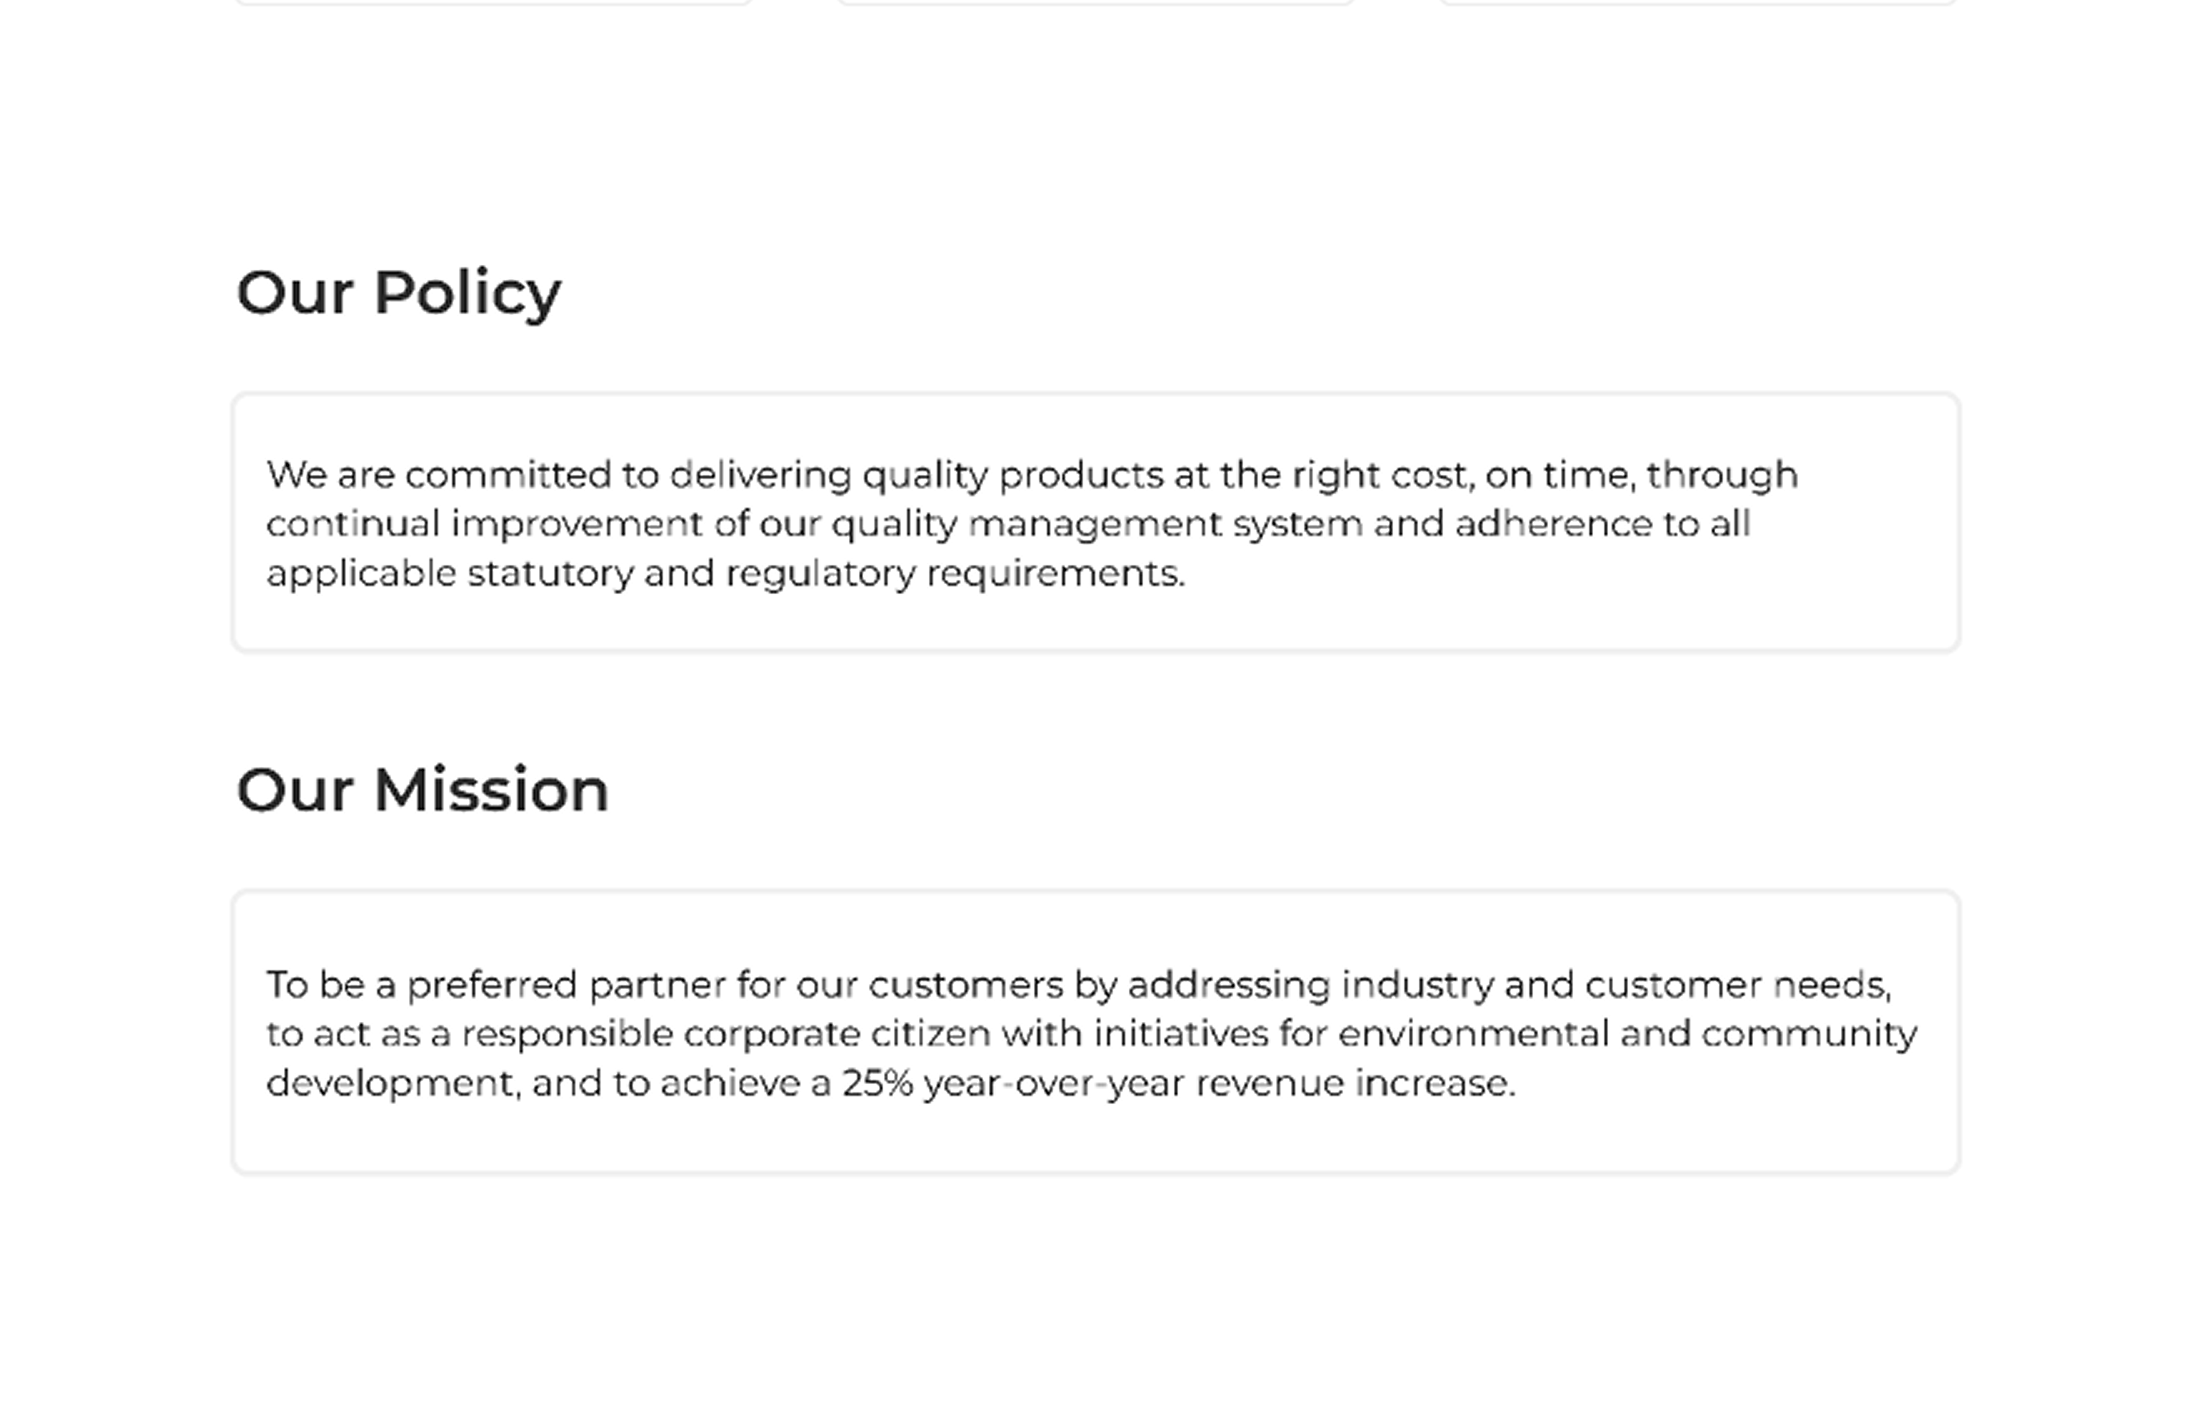 Our Policy
We are committed to delivering quality products at the right cost, on time, through
continual improvement of our quality management system and adherence to all
applicable statutory and regulatory requirements.
Our Mission
To be a preferred partner for our customers by addressing industry and customer needs,
to act as a responsible corporate citizen with initiatives for environmental and community
development, and to achieve a 25% year-over-year revenue increase.